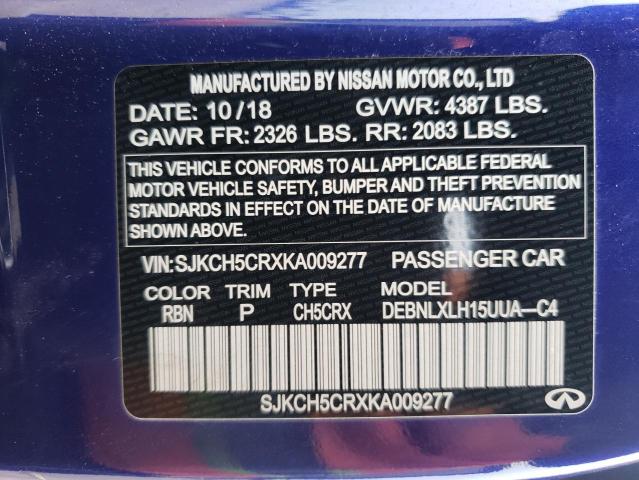 MANUFACTURED BY NISSAN MOTOR CO., LTD
DATE: 10/18 GVWR: 4387 LBS.
GAWR FR: 2326 LBS. RR: 2083 LBS.
THIS VEHICLE CONFORMS TO ALL APPLICABLE FEDERAL
MOTOR VEHICLE SAFETY, BUMPER AND THEFT PREVENTION
STANDARDS IN EFFECT ON THE DATE OF MANUFACTURE
SHOWN ABOVE.
VIN:SJKCH5CRXKA009277 PASSENGER CAR
COLOR TRIM TYPE MODEL
RBN P CH5CRX DEBNLXLH15UUA-C4
SJKCH5CRXKA009277